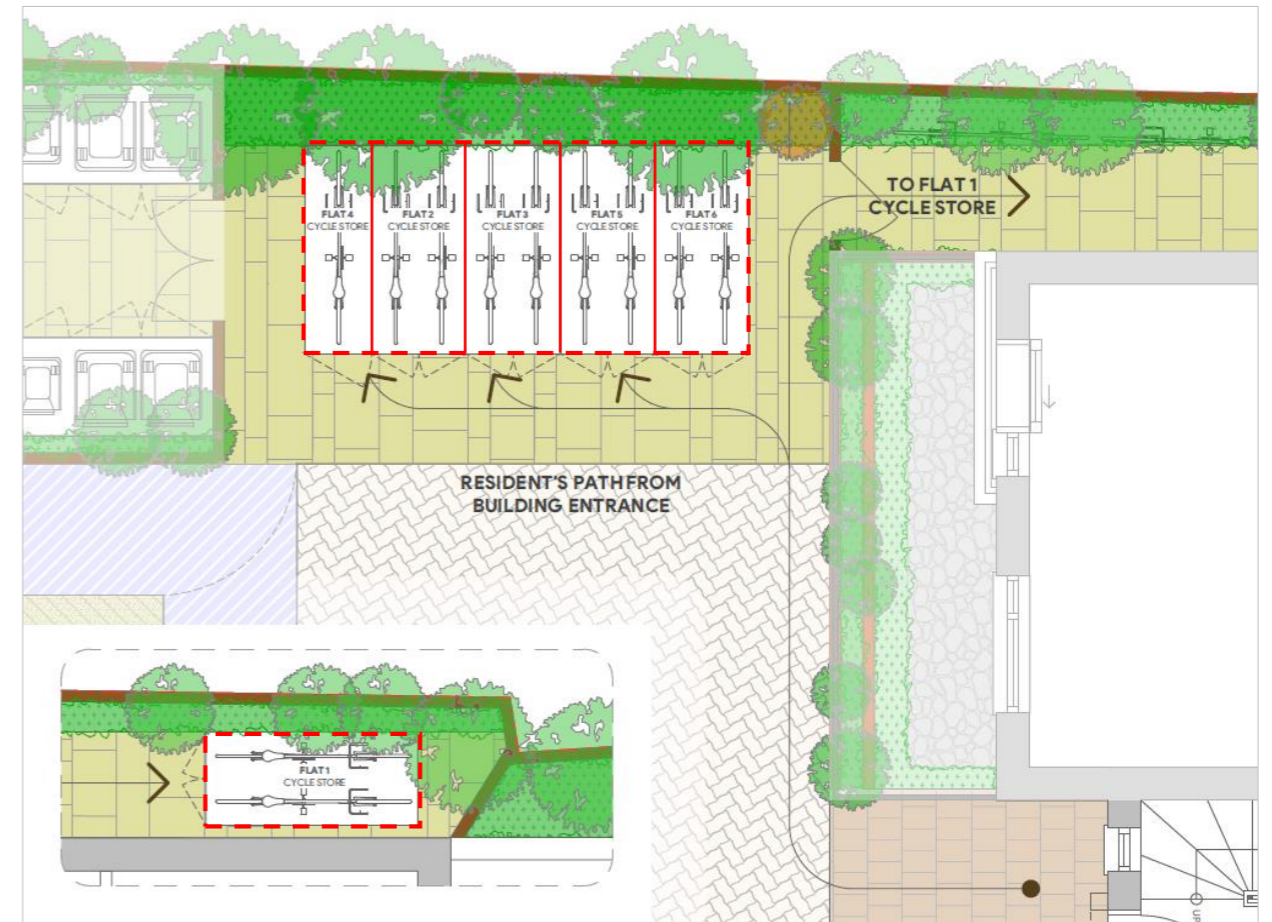 TO FLAT 1
CYCLE STORE
FLAT 4
CYCLE STORE
FLAT 2
CYCLE STORE
FLAT 3
CYCLE STORE
FLAT 5
CYCLE STORE
FLAT 6
CYCLE STORE
RESIDENT'S PATH FROM
BUILDING ENTRANCE
FLAT 1
CYCLE STORE
UP